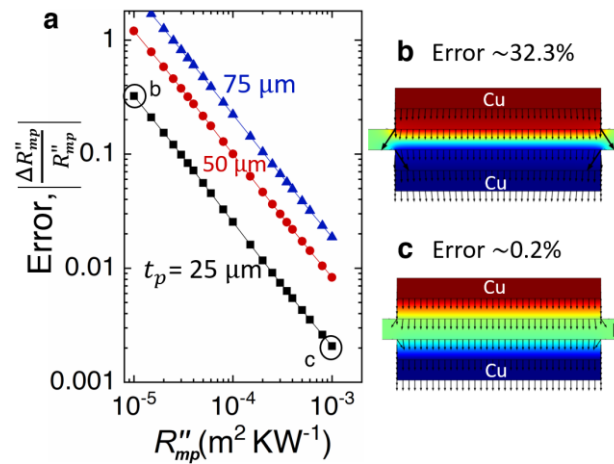 a
1
0.1
0.01
0.001
Error, |ΔR''mp / R''mp|
b
75 μm
50 μm
tp = 25 μm
c
10⁻⁵ 10⁻⁴ 10⁻³
R''mp(m² KW⁻¹)
b Error ~32.3%
Cu
Cu
c Error ~0.2%
Cu
Cu